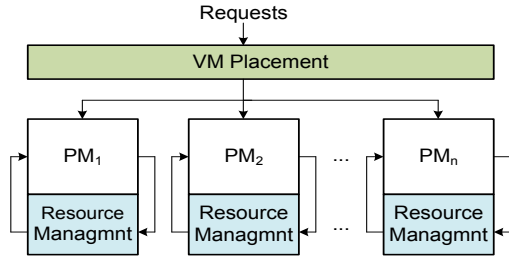 Requests
VM Placement
PM1
PM2
...
PMn
Resource
Managmnt
Resource
Managmnt
...
Resource
Managmnt